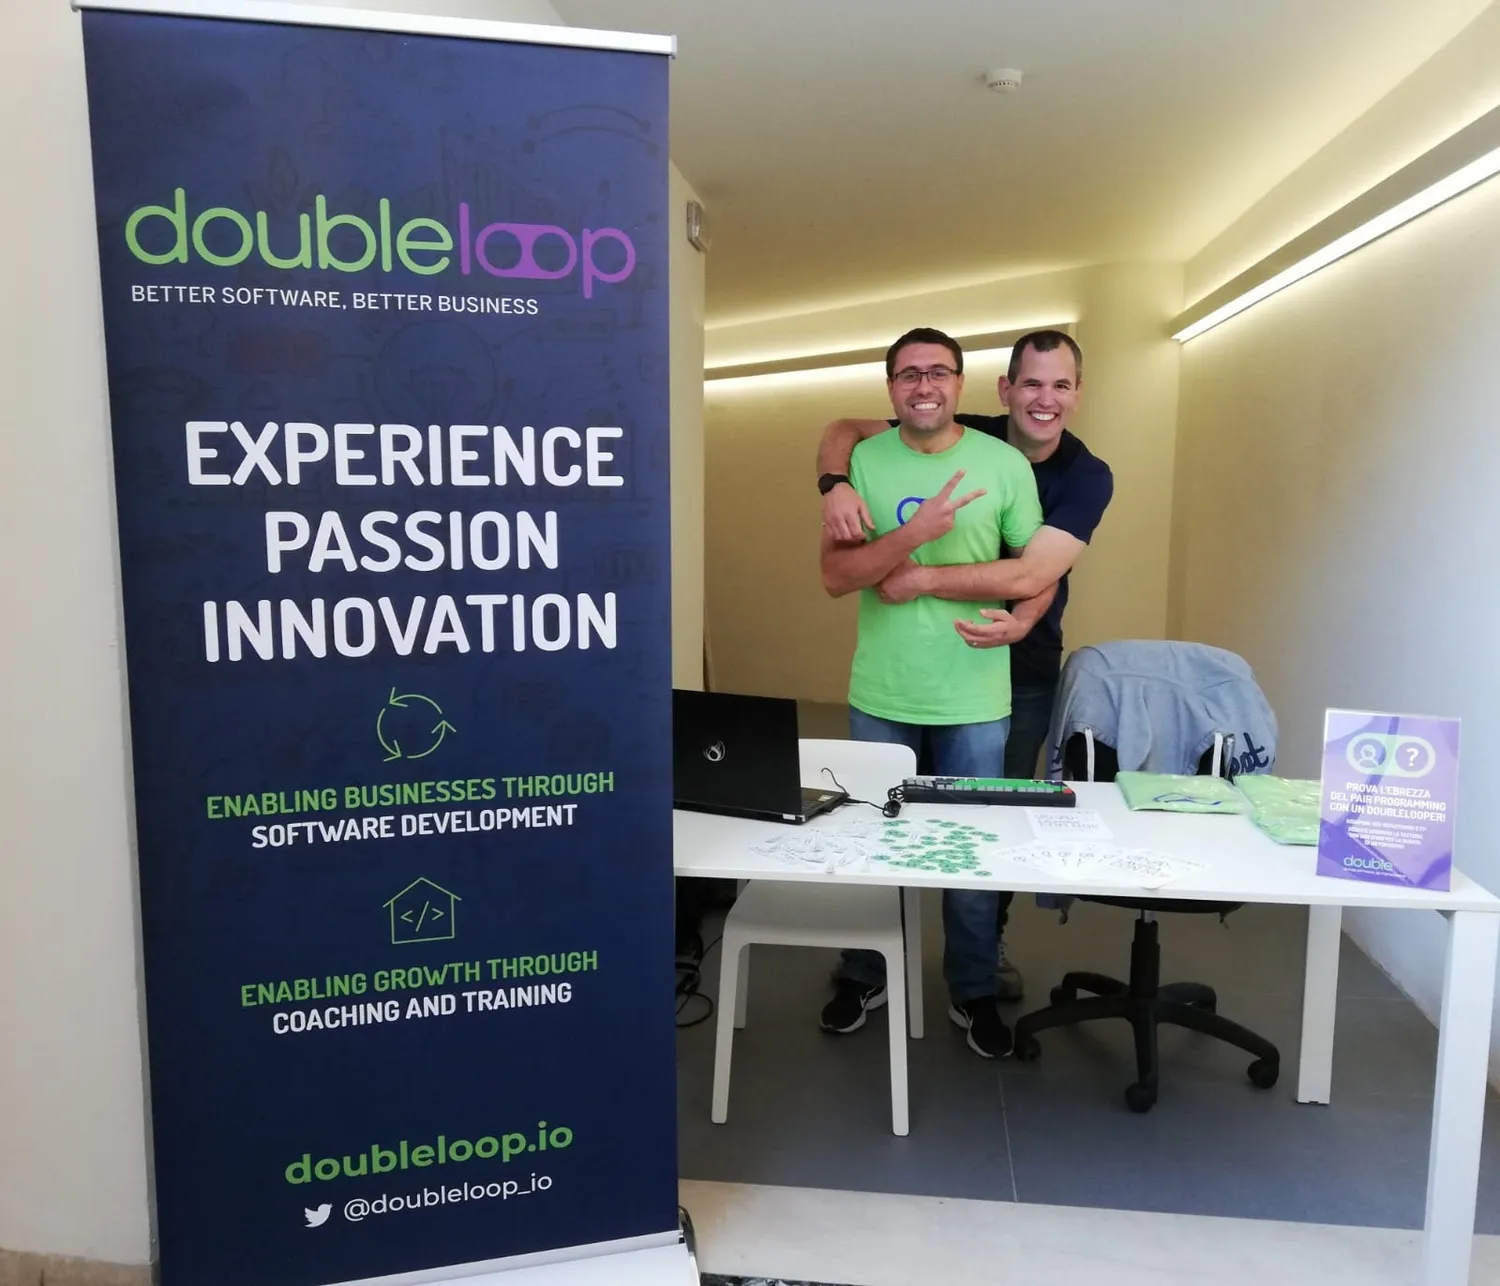 doubleloop
BETTER SOFTWARE, BETTER BUSINESS
EXPERIENCE
PASSION
INNOVATION
ENABLING BUSINESSES THROUGH
SOFTWARE DEVELOPMENT
</>
ENABLING GROWTH THROUGH
COACHING AND TRAINING
doubleloop.io
@doubleloop_io
?
PROVA L'EBREZZA
DEL PAIR PROGRAMMING
CON UN DOUBLELOOPER!
double